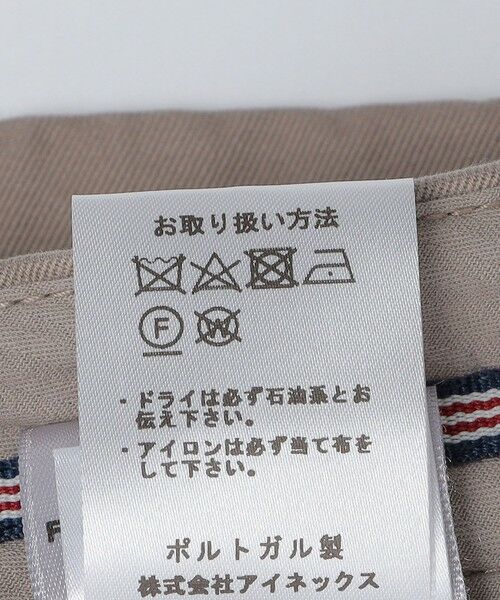 お取り扱い方法
F W
・ドライは必ず石油系とお
伝え下さい。
・アイロンは必ず当て布を
して下さい。
ポルトガル製
株式会社アイネックス
F